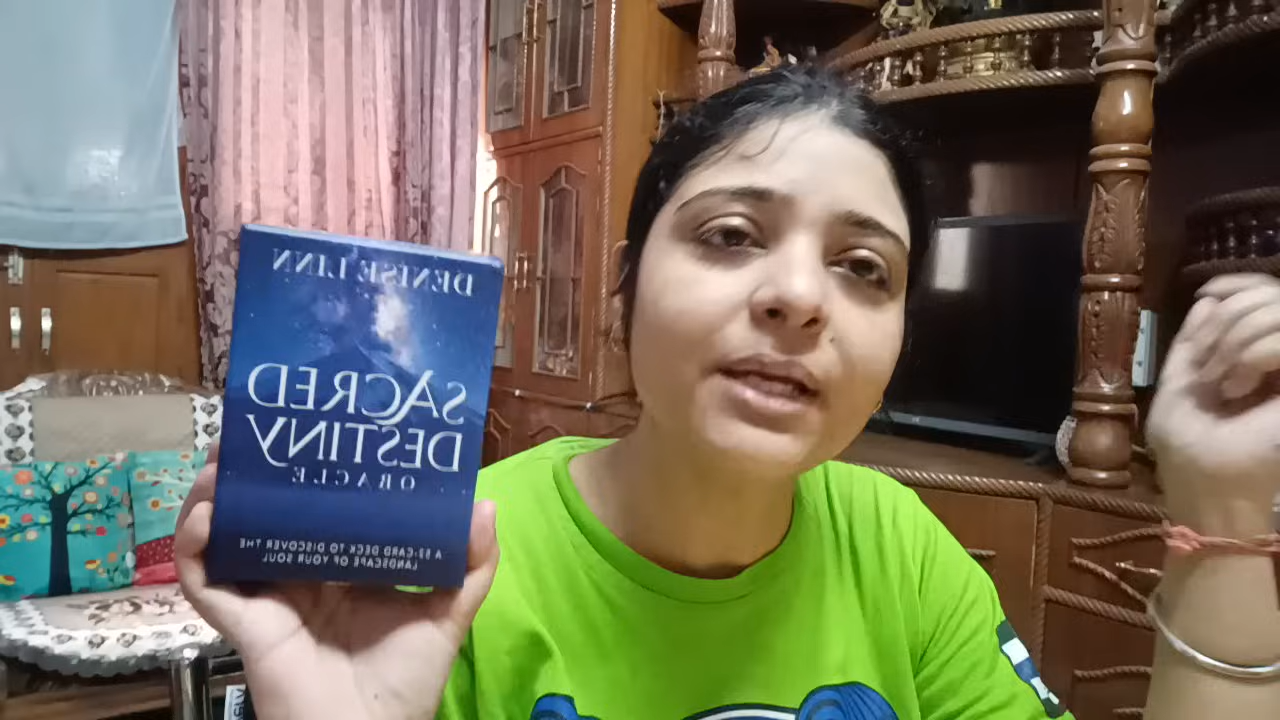 DENISE LINN
SACRED
DESTINY
ORACLE
A 52-CARD DECK TO DISCOVER THE
LANDSCAPE OF YOUR SOUL